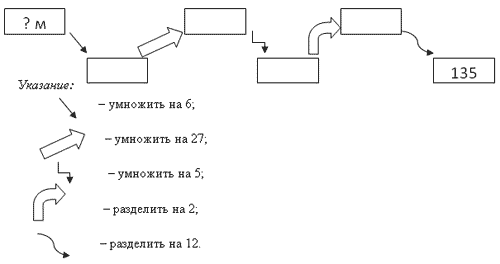 ? м
135
Указание:
– умножить на 6;
– умножить на 27;
– умножить на 5;
– разделить на 2;
– разделить на 12.